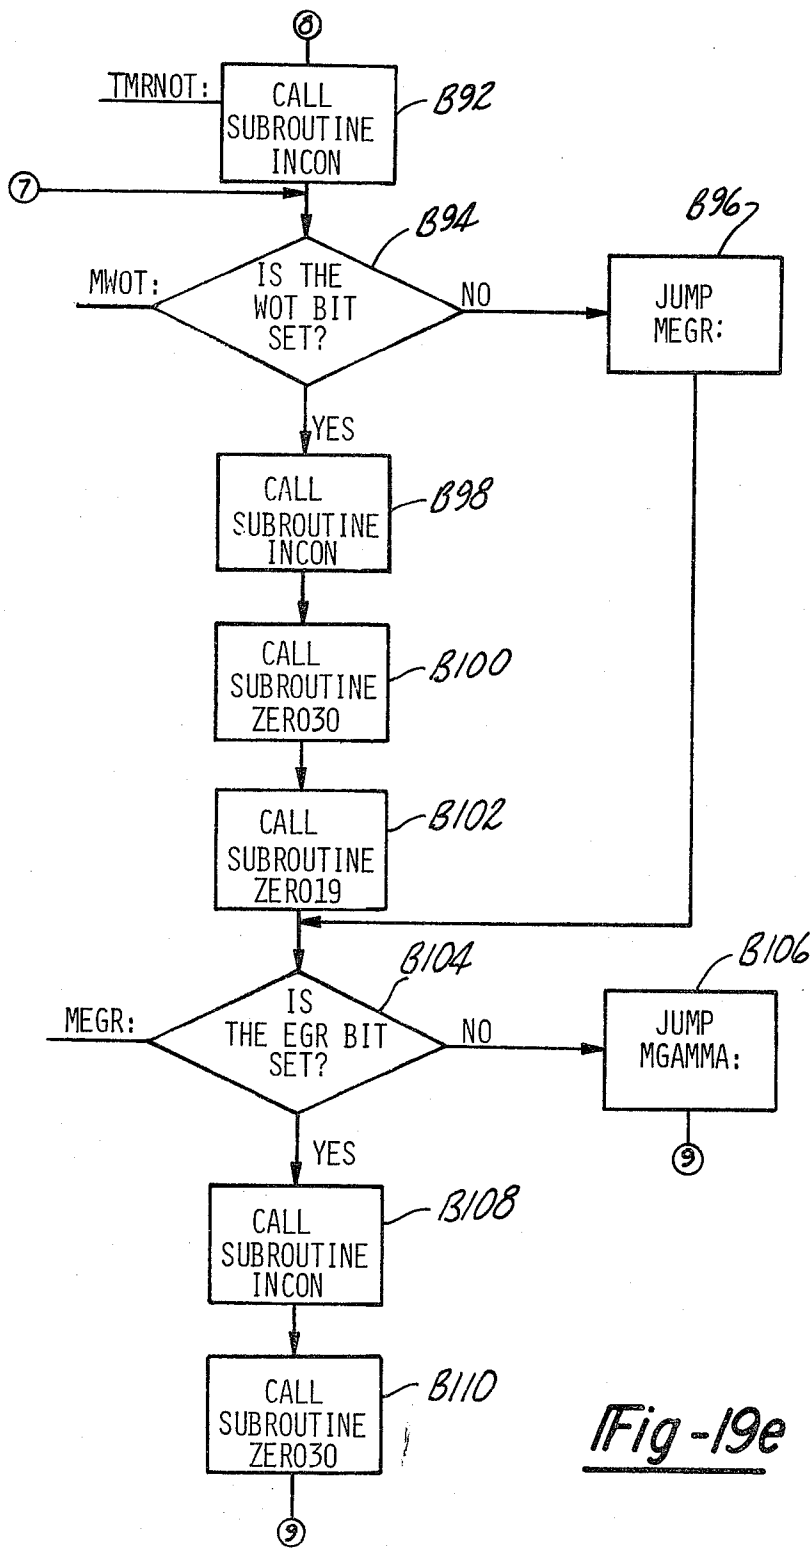 8
TMRNOT:
CALL
SUBROUTINE
INCON
B92
7
MWOT:
IS THE
WOT BIT
SET?
B94
NO
B96
JUMP
MEGR:
YES
CALL
SUBROUTINE
INCON
B98
CALL
SUBROUTINE
ZERO30
B100
CALL
SUBROUTINE
ZERO19
B102
MEGR:
IS
THE EGR BIT
SET?
B104
NO
B106
JUMP
MGAMMA:
9
YES
CALL
SUBROUTINE
INCON
B108
CALL
SUBROUTINE
ZERO30
B110
9
Fig-19e